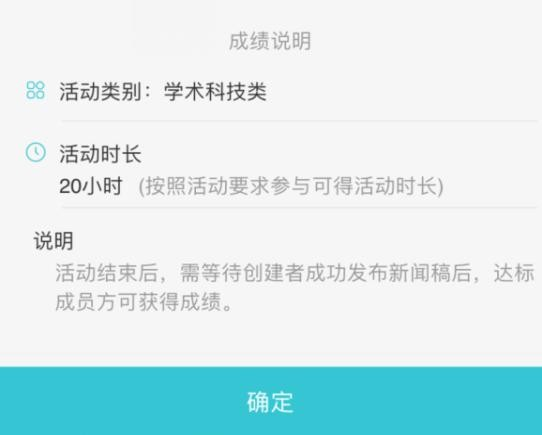 成绩说明
活动类别：学术科技类
活动时长
20小时 (按照活动要求参与可得活动时长)
说明
活动结束后，需等待创建者成功发布新闻稿后，达标
成员方可获得成绩。
确定